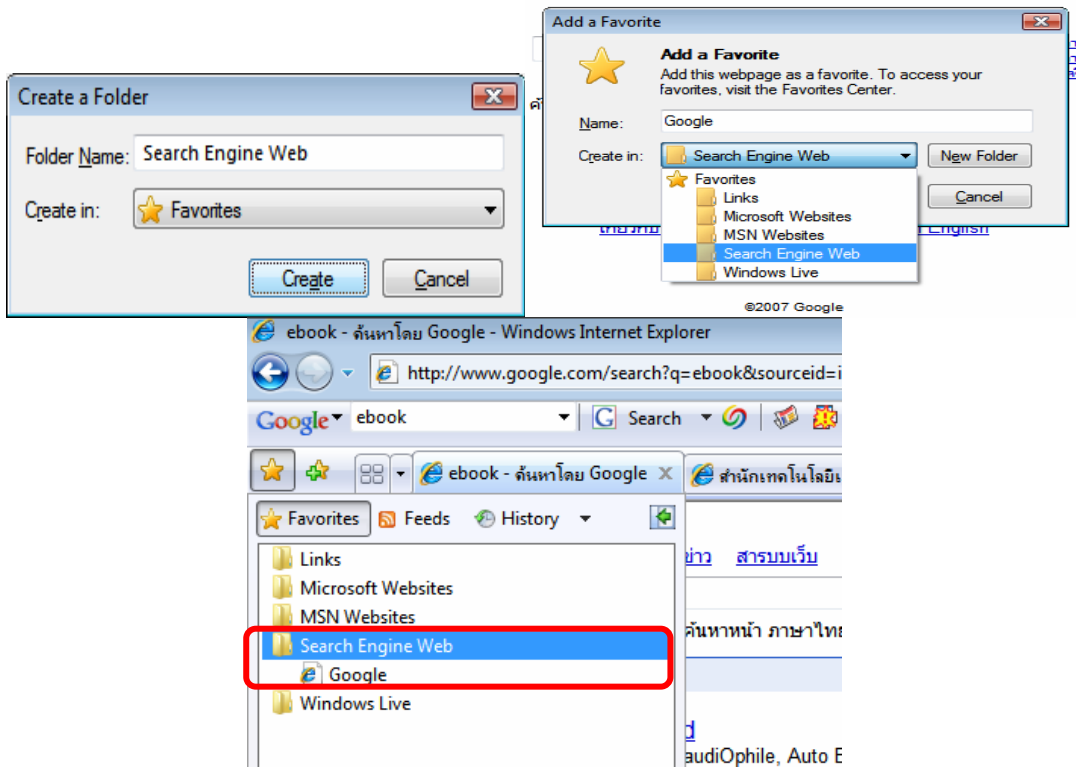 Create a Folder
Folder Name: Search Engine Web
Create in: Favorites
Create Cancel
Add a Favorite
Add a Favorite
Add this webpage as a favorite. To access your
favorites, visit the Favorites Center.
Name: Google
Create in: Search Engine Web New Folder
Favorites
Links
Cancel
Microsoft Websites
MSN Websites
Search Engine Web
Windows Live
English
©2007 Google
ebook - ค้นหาโดย Google - Windows Internet Explorer
http://www.google.com/search?q=ebook&sourceid=i
Google ebook G Search
ebook - ค้นหาโดย Google สำนักเทคโนโลยีเ
Favorites Feeds History
Links
ข่าว สารบบเว็บ
Microsoft Websites
MSN Websites
ค้นหาหน้า ภาษาไทย
Search Engine Web
Google
Windows Live
d
audiOphile, Auto E